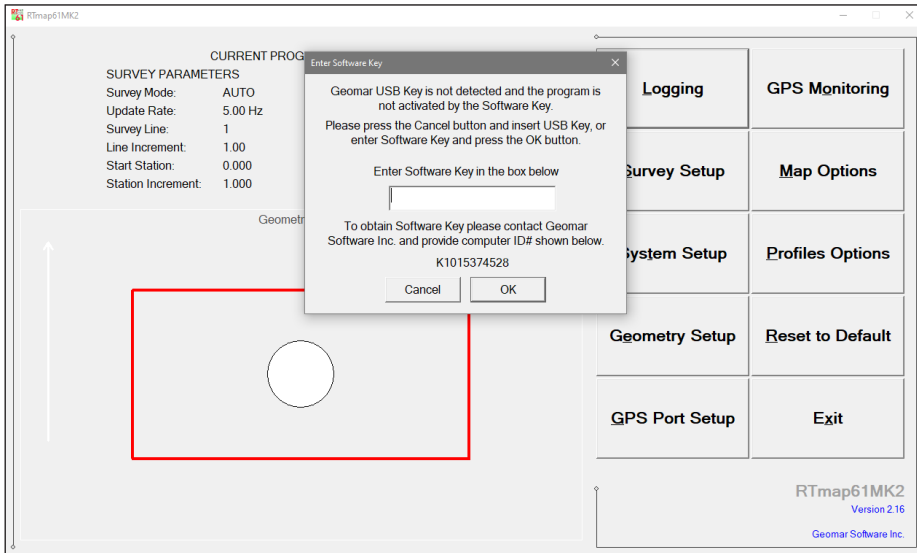 RTmap61MK2
CURRENT PROG
SURVEY PARAMETERS
Survey Mode: AUTO
Update Rate: 5.00 Hz
Survey Line: 1
Line Increment: 1.00
Start Station: 0.000
Station Increment: 1.000
Geometr
Enter Software Key
Geomar USB Key is not detected and the program is
not activated by the Software Key.
Please press the Cancel button and insert USB Key, or
enter Software Key and press the OK button.
Enter Software Key in the box below
To obtain Software Key please contact Geomar
Software Inc. and provide computer ID# shown below.
K1015374528
Cancel OK
Logging GPS Monitoring
Survey Setup Map Options
System Setup Profiles Options
Geometry Setup Reset to Default
GPS Port Setup Exit
RTmap61MK2
Version 2.16
Geomar Software Inc.